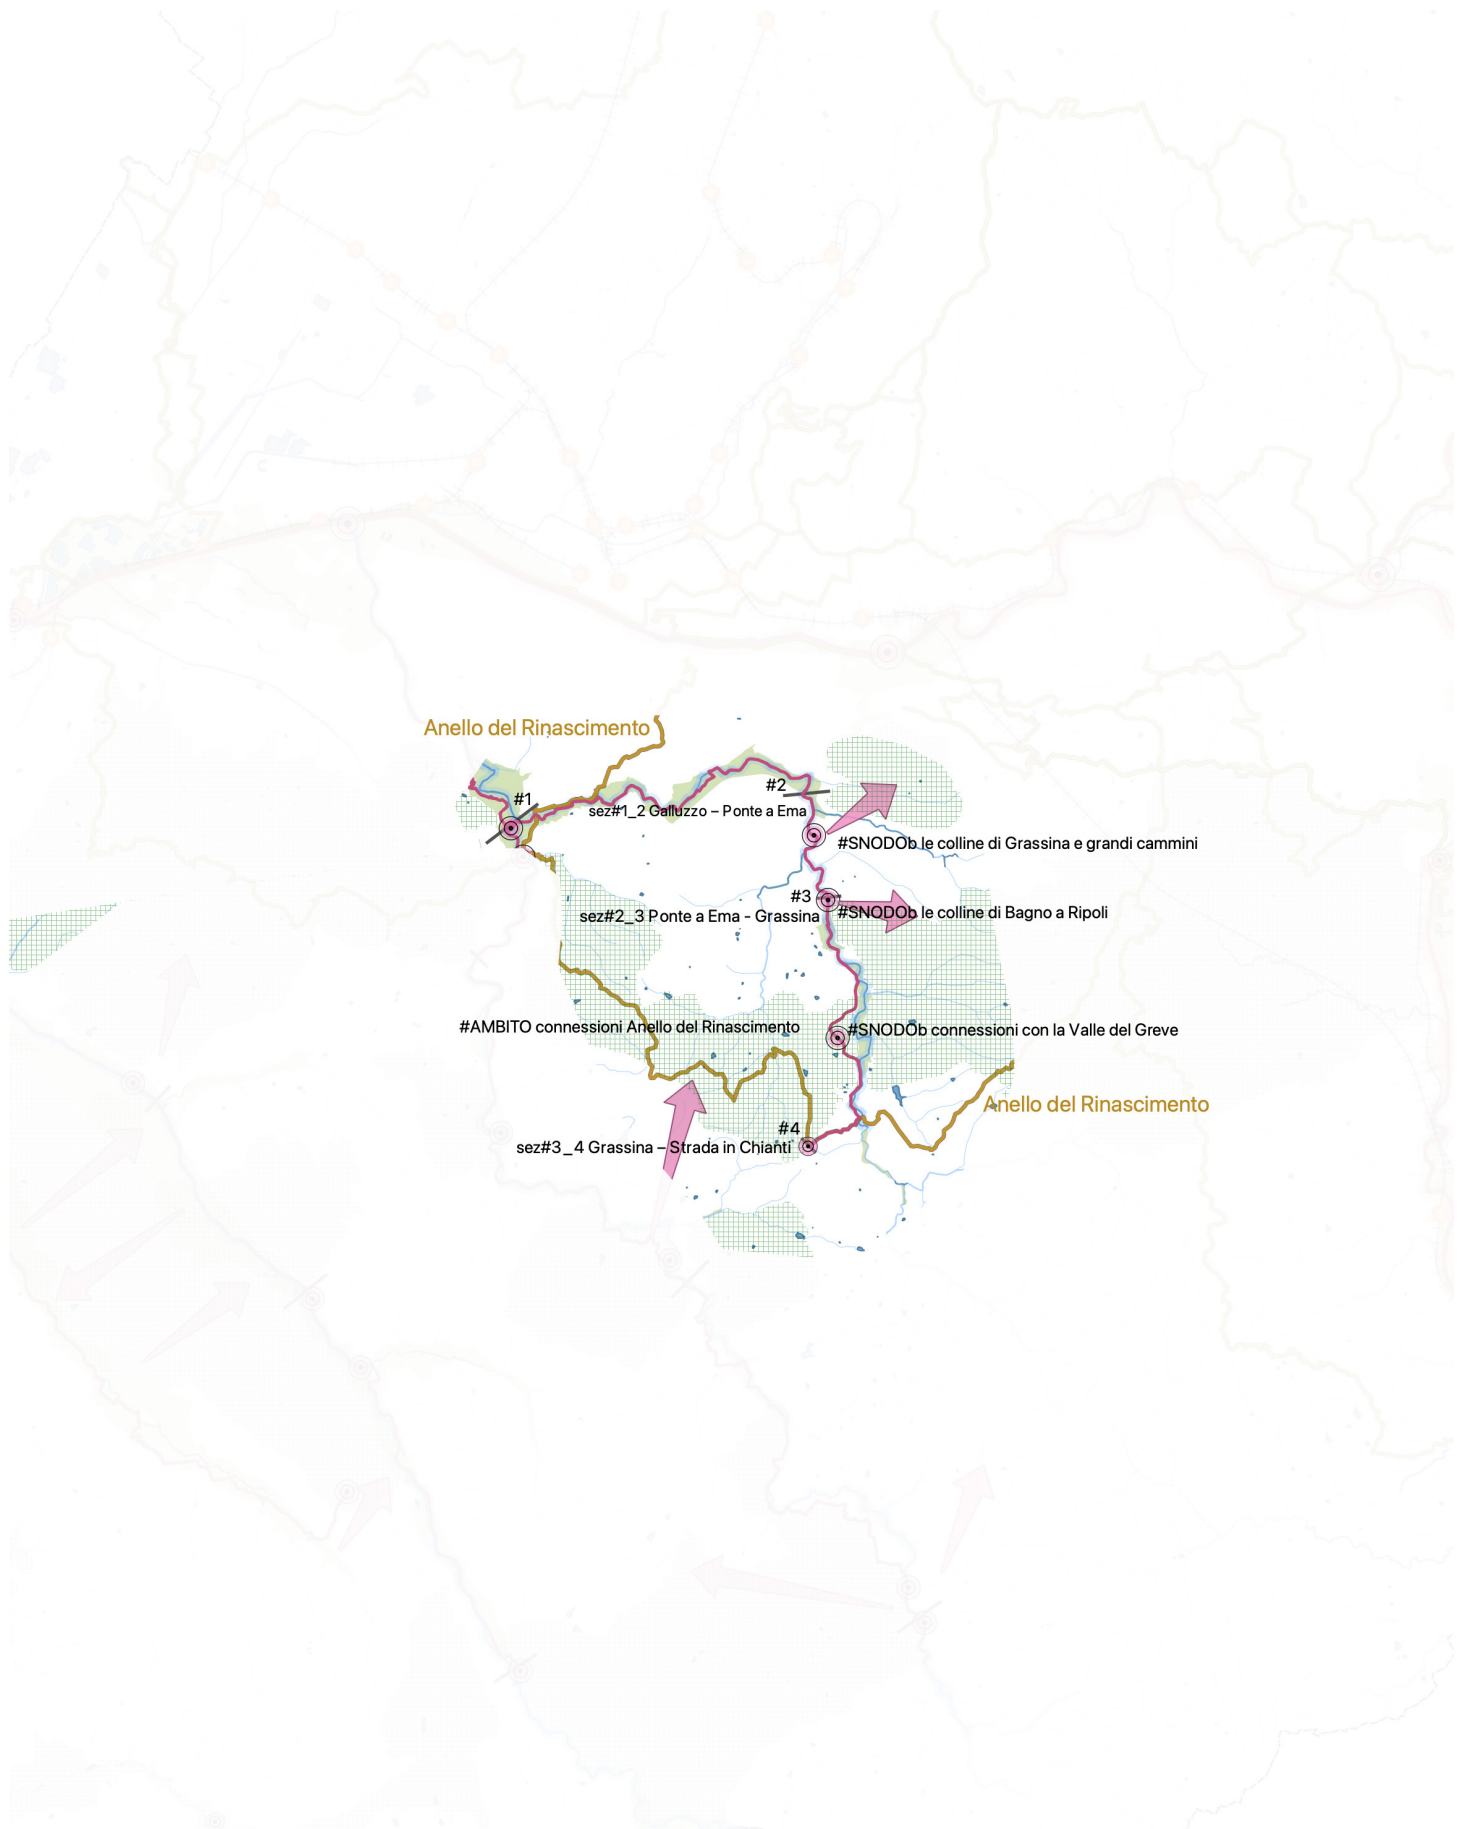 Anello del Rinascimento
#1
#2
sez#1_2 Galluzzo – Ponte a Ema
#SNODOb le colline di Grassina e grandi cammini
#3
#SNODOb le colline di Bagno a Ripoli
sez#2_3 Ponte a Ema - Grassina
#AMBITO connessioni Anello del Rinascimento
#SNODOb connessioni con la Valle del Greve
Anello del Rinascimento
#4
sez#3_4 Grassina – Strada in Chianti